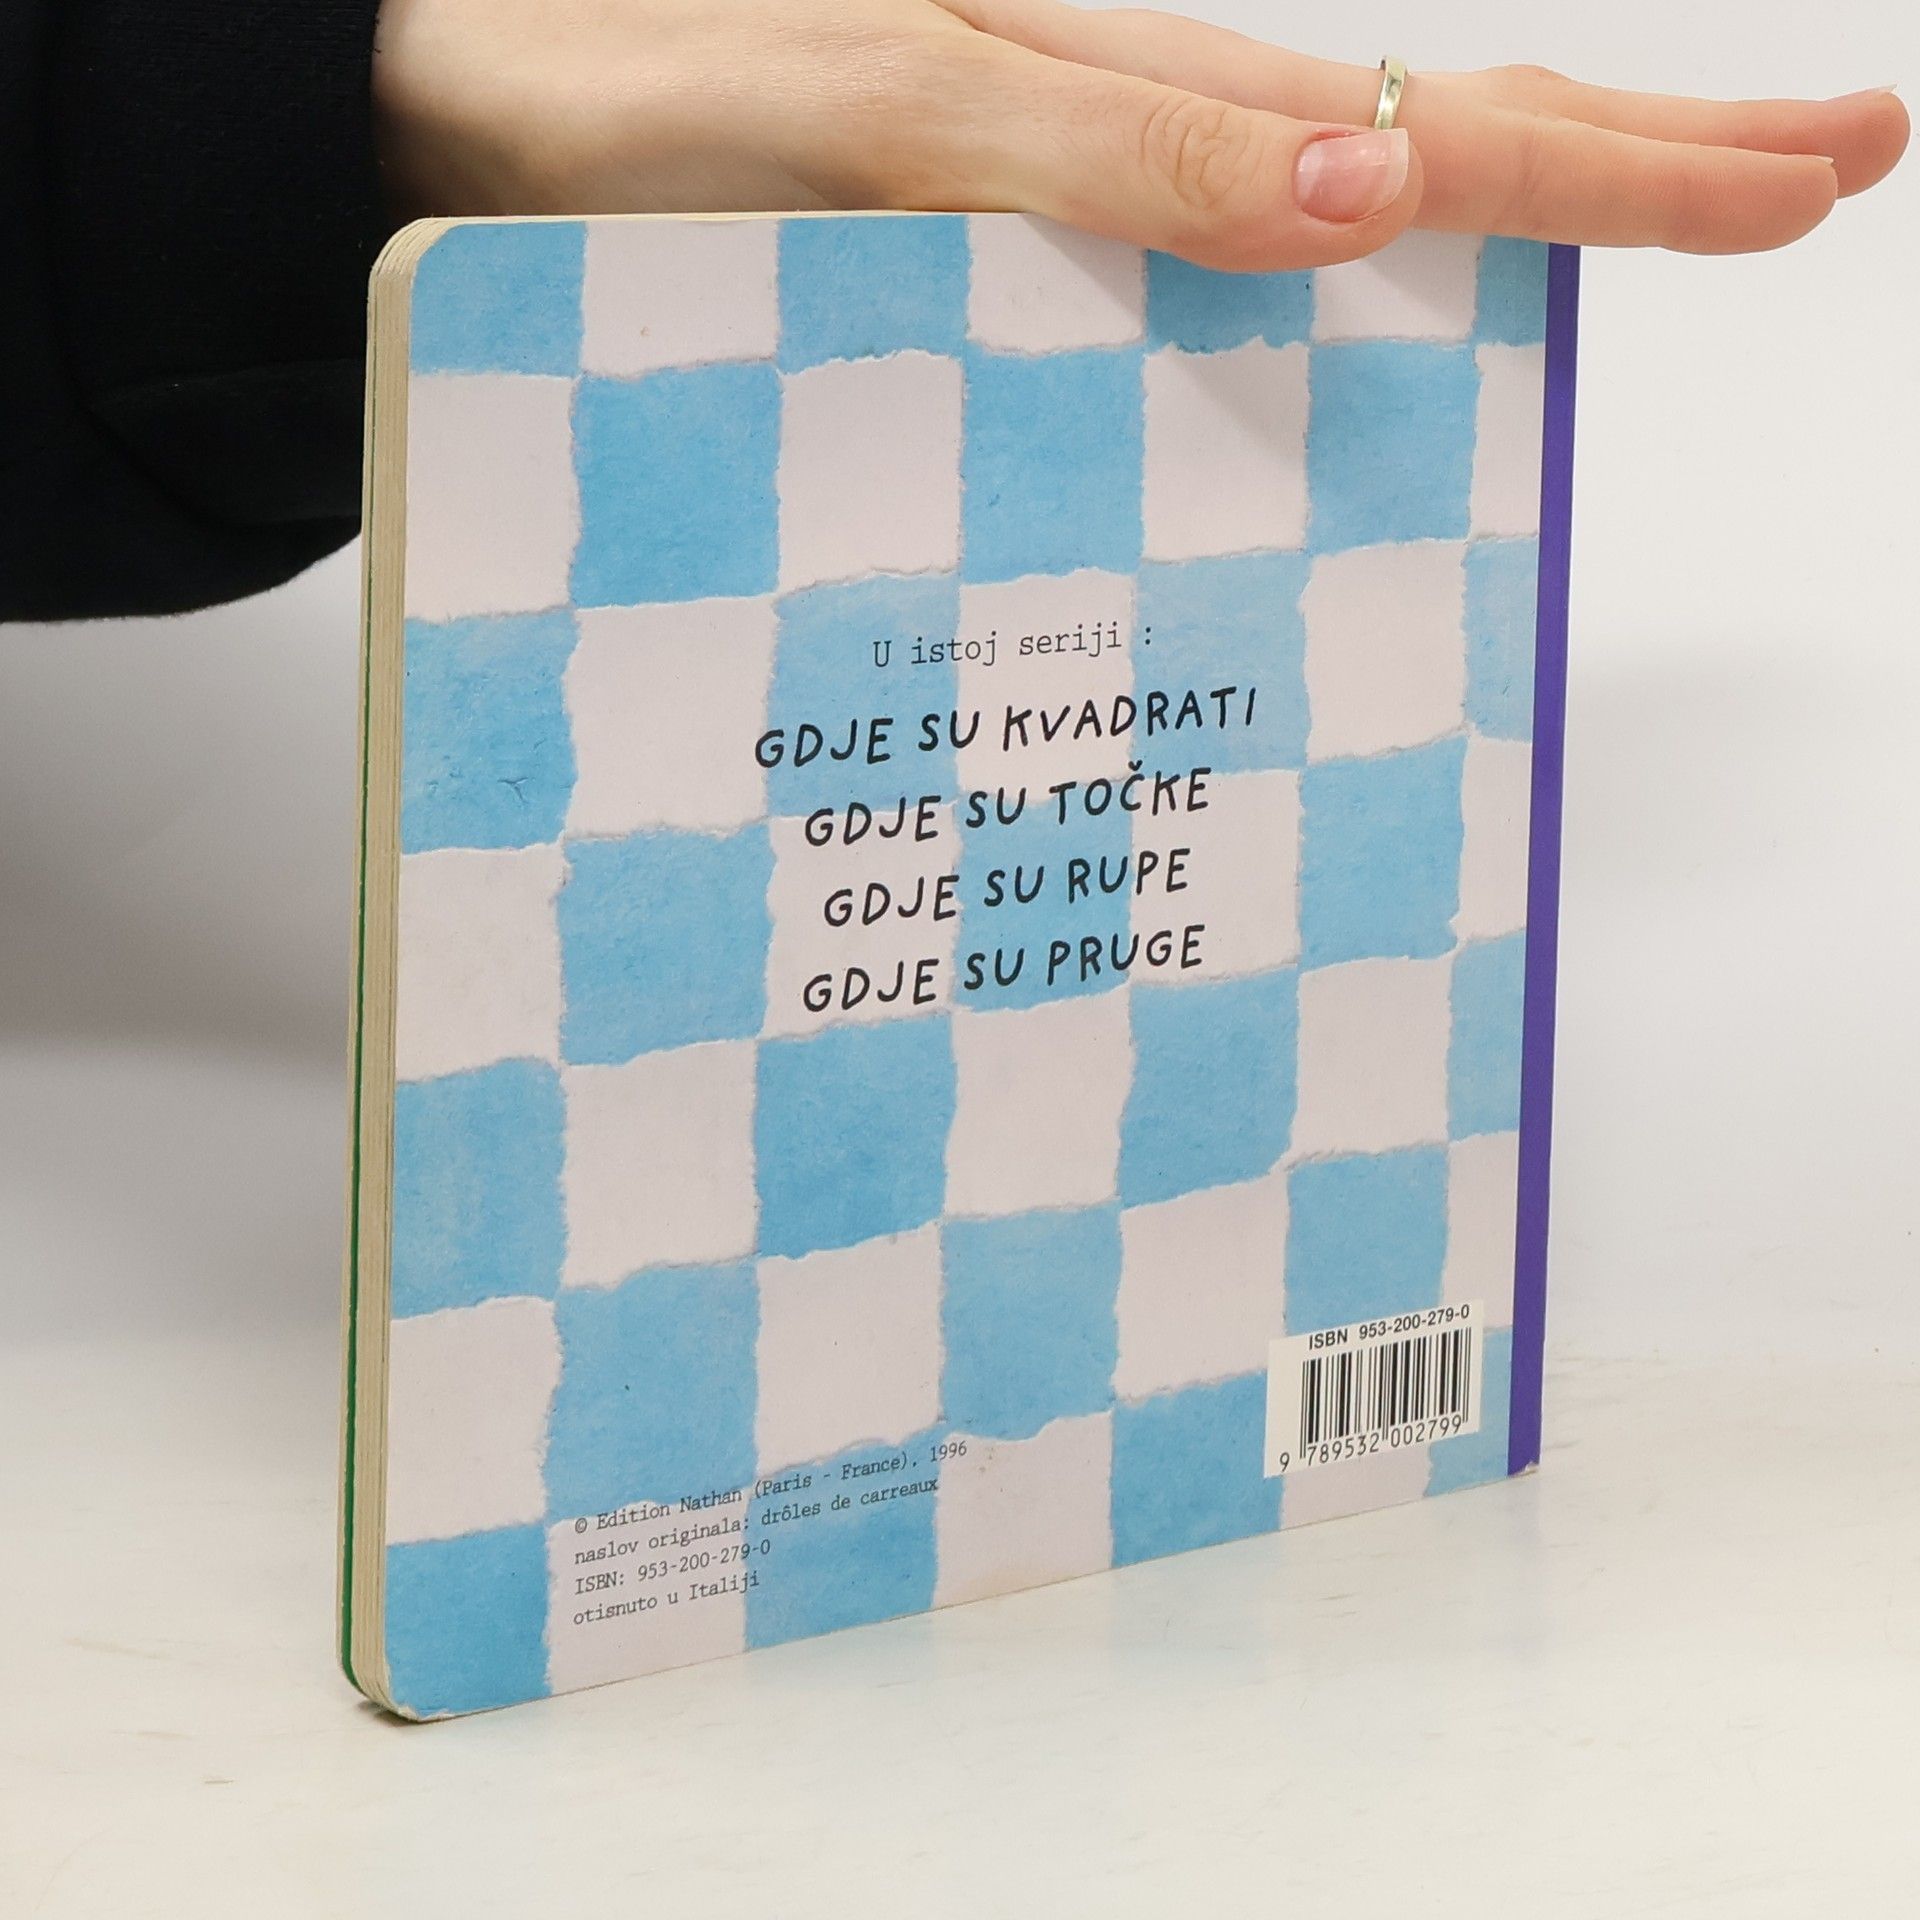 U istoj seriji :
GDJE SU KVADRATI
GDJE SU TOČKE
GDJE SU RUPE
GDJE SU PRUGE
ISBN 953-200-279-0
9 789532 002799
© Edition Nathan (Paris - France), 1996
naslov originala: drôles de carreaux
ISBN: 953-200-279-0
otisnuto u Italiji